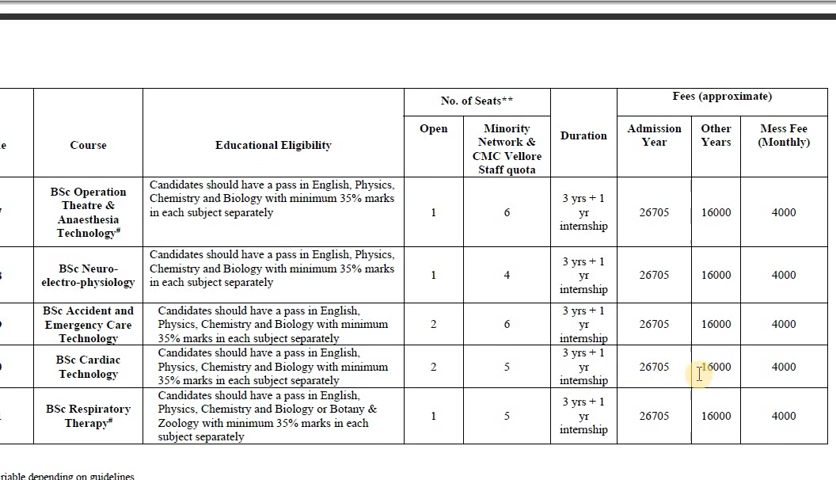 No. of Seats**
Fees (approximate)
e
Course
Educational Eligibility
Open
Minority
Network &
CMC Vellore
Staff quota
Duration
Admission
Year
Other
Years
Mess Fee
(Monthly)
7
BSc Operation
Theatre &
Anaesthesia
Technology#
Candidates should have a pass in English, Physics,
Chemistry and Biology with minimum 35% marks
in each subject separately
1
6
3 yrs + 1
yr
internship
26705
16000
4000
8
BSc Neuro-
electro-physiology
Candidates should have a pass in English, Physics,
Chemistry and Biology with minimum 35% marks
in each subject separately
1
4
3 yrs + 1
yr
internship
26705
16000
4000
9
BSc Accident and
Emergency Care
Technology
Candidates should have a pass in English,
Physics, Chemistry and Biology with minimum
35% marks in each subject separately
2
6
3 yrs + 1
yr
internship
26705
16000
4000
0
BSc Cardiac
Technology
Candidates should have a pass in English,
Physics, Chemistry and Biology with minimum
35% marks in each subject separately
2
5
3 yrs + 1
yr
internship
26705
16000
4000
BSc Respiratory
Therapy#
Candidates should have a pass in English,
Physics, Chemistry and Biology or Botany &
Zoology with minimum 35% marks in each
subject separately
1
5
3 yrs + 1
yr
internship
26705
16000
4000
riable depending on guidelines